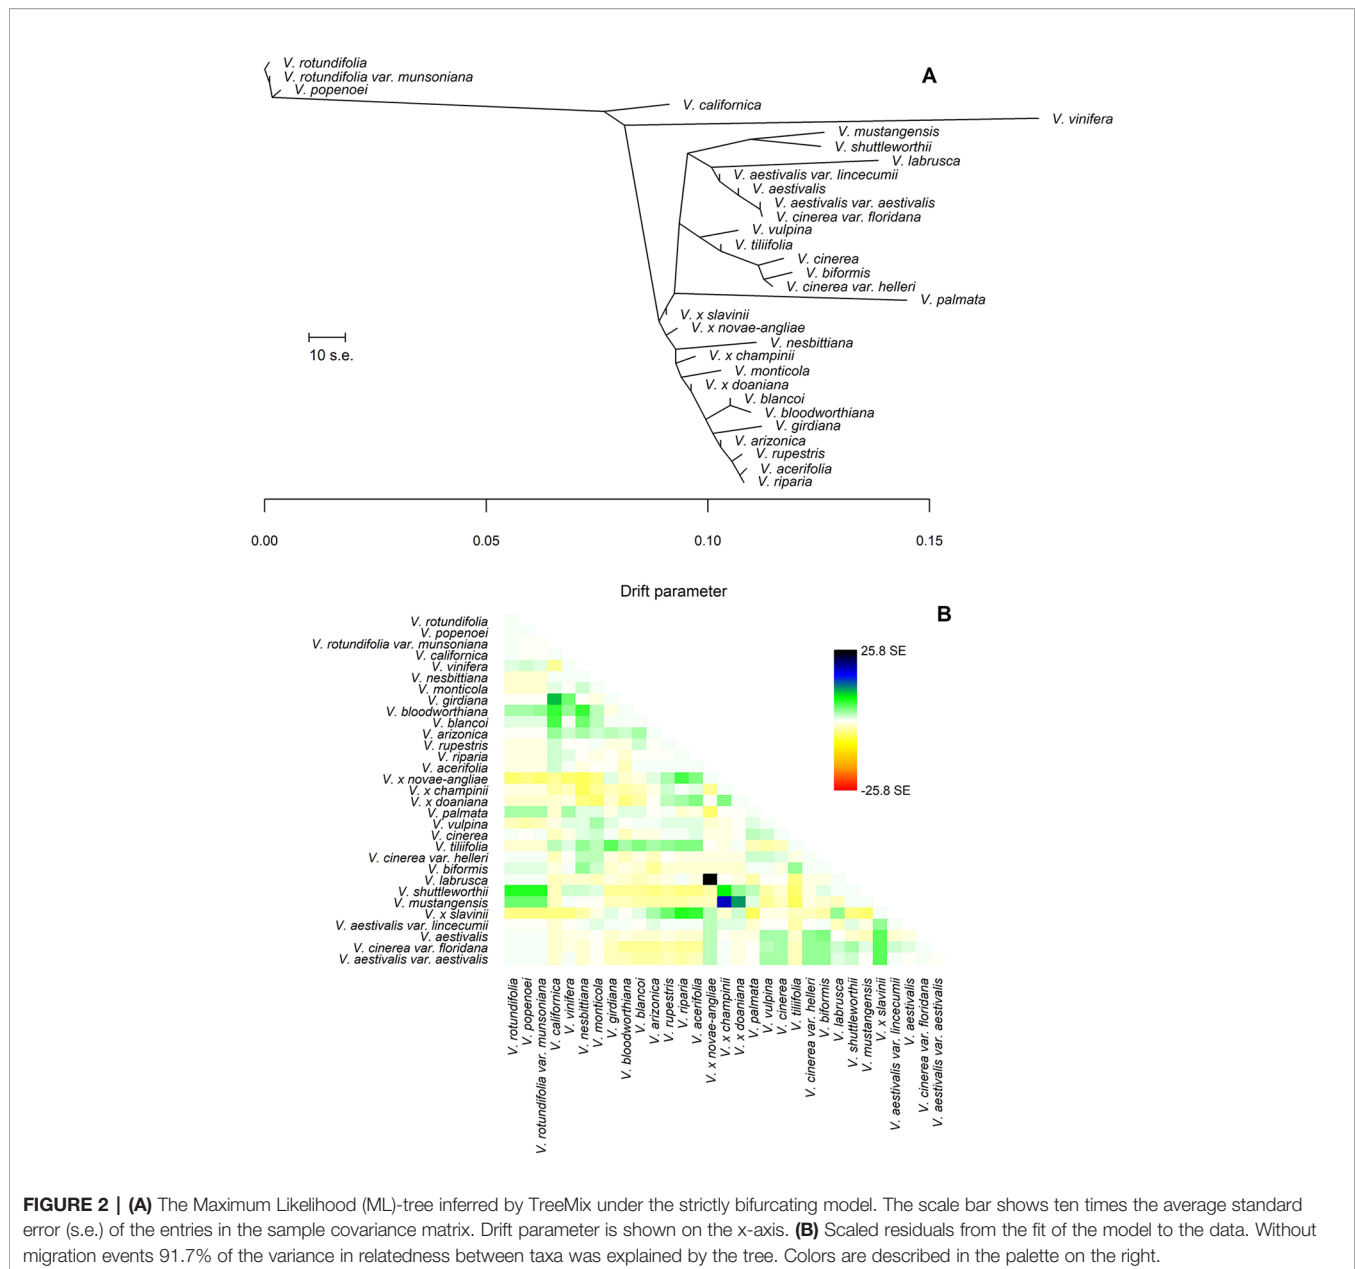 V. rotundifolia
A
V. rotundifolia var. munsoniana
V. popenoei
V. californica
V. vinifera
V. mustangensis
V. shuttleworthii
V. labrusca
V. aestivalis var. lincecumii
V. aestivalis
V. aestivalis var. aestivalis
V. cinerea var. floridana
V. vulpina
V. tiliifolia
V. cinerea
V. biformis
V. cinerea var. helleri
V. palmata
V. x slavinii
V. x novae-angliae
V. nesbittiana
10 s.e.
V. x champinii
V. monticola
V. x doaniana
V. blancoi
V. bloodworthiana
V. girdiana
V. arizonica
V. rupestris
V. acerifolia
V. riparia
0.00 0.05 0.10 0.15
Drift parameter
B
V. rotundifolia
V. popenoei
V. rotundifolia var. munsoniana
V. californica
V. vinifera
V. nesbittiana
V. monticola
V. girdiana
V. bloodworthiana
V. blancoi
V. arizonica
V. rupestris
V. riparia
V. acerifolia
V. x novae-angliae
V. x champinii
V. x doaniana
V. palmata
V. vulpina
V. cinerea
V. tiliifolia
V. cinerea var. helleri
V. biformis
V. labrusca
V. shuttleworthii
V. mustangensis
V. x slavinii
V. aestivalis var. lincecumii
V. aestivalis
V. cinerea var. floridana
V. aestivalis var. aestivalis
25.8 SE
-25.8 SE
V. rotundifolia
V. popenoei
V. rotundifolia var. munsoniana
V. californica
V. vinifera
V. nesbittiana
V. monticola
V. girdiana
V. bloodworthiana
V. blancoi
V. arizonica
V. rupestris
V. riparia
V. acerifolia
V. x novae-angliae
V. x champinii
V. x doaniana
V. palmata
V. vulpina
V. cinerea
V. tiliifolia
V. cinerea var. helleri
V. biformis
V. labrusca
V. shuttleworthii
V. mustangensis
V. x slavinii
V. aestivalis var. lincecumii
V. aestivalis
V. cinerea var. floridana
V. aestivalis var. aestivalis
FIGURE 2 | (A) The Maximum Likelihood (ML)-tree inferred by TreeMix under the strictly bifurcating model. The scale bar shows ten times the average standard
error (s.e.) of the entries in the sample covariance matrix. Drift parameter is shown on the x-axis. (B) Scaled residuals from the fit of the model to the data. Without
migration events 91.7% of the variance in relatedness between taxa was explained by the tree. Colors are described in the palette on the right.